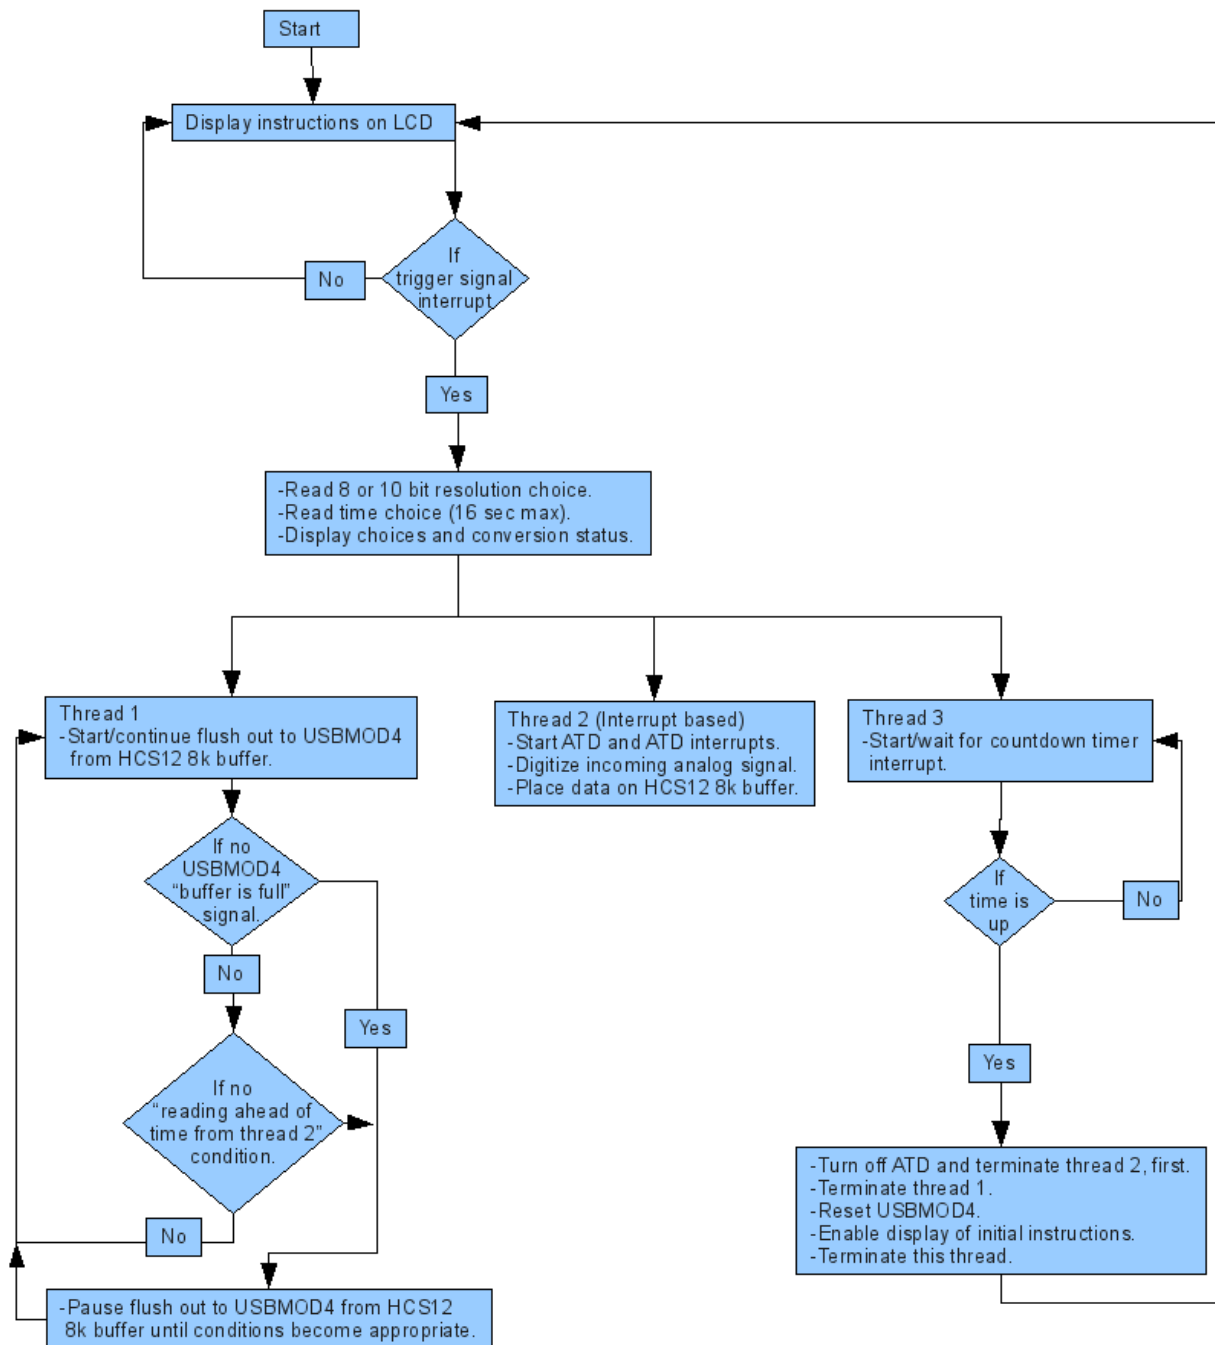 Start
Display instructions on LCD
If
trigger signal
interrupt
No
Yes
-Read 8 or 10 bit resolution choice.
-Read time choice (16 sec max).
-Display choices and conversion status.
Thread 1
-Start/continue flush out to USBMOD4
from HCS12 8k buffer.
If no
USBMOD4
“buffer is full”
signal.
No
Yes
If no
“reading ahead of
time from thread 2”
condition.
No
-Pause flush out to USBMOD4 from HCS12
8k buffer until conditions become appropriate.
Thread 2 (Interrupt based)
-Start ATD and ATD interrupts.
-Digitize incoming analog signal.
-Place data on HCS12 8k buffer.
Thread 3
-Start/wait for countdown timer
interrupt.
If
time is
up
No
Yes
-Turn off ATD and terminate thread 2, first.
-Terminate thread 1.
-Reset USBMOD4.
-Enable display of initial instructions.
-Terminate this thread.